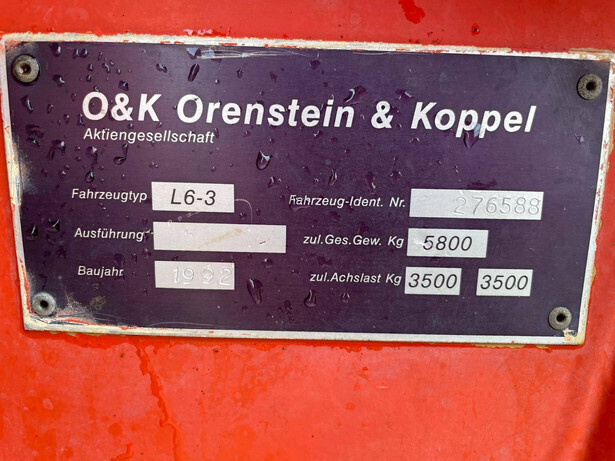 O&K Orenstein & Koppel
Aktiengesellschaft
Fahrzeugtyp L6-3 Fahrzeug-Ident. Nr. 276588
Ausführung zul.Ges.Gew. Kg 5800
Baujahr 1992 zul.Achslast Kg 3500 3500